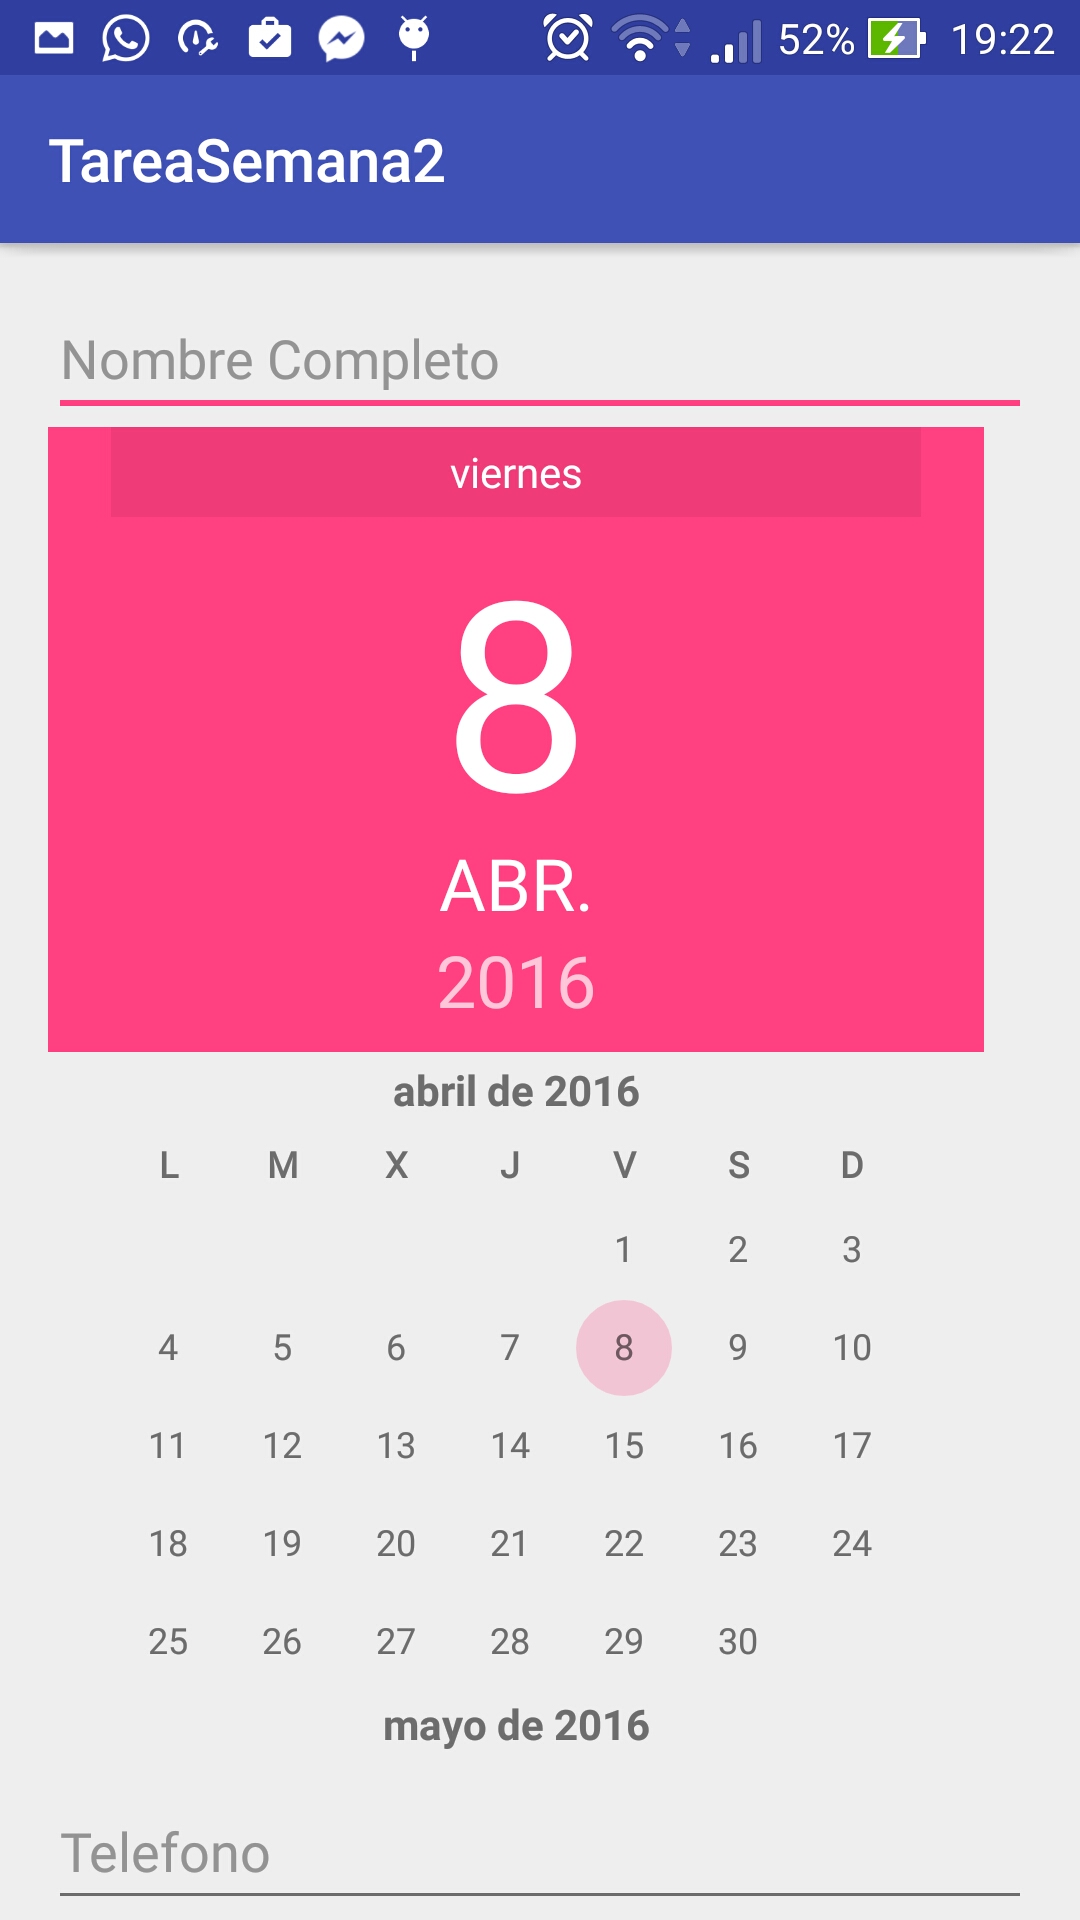 52% 19:22
TareaSemana2
Nombre Completo
viernes
8
ABR.
2016
abril de 2016
L M X J V S D
1 2 3
4 5 6 7 8 9 10
11 12 13 14 15 16 17
18 19 20 21 22 23 24
25 26 27 28 29 30
mayo de 2016
Telefono